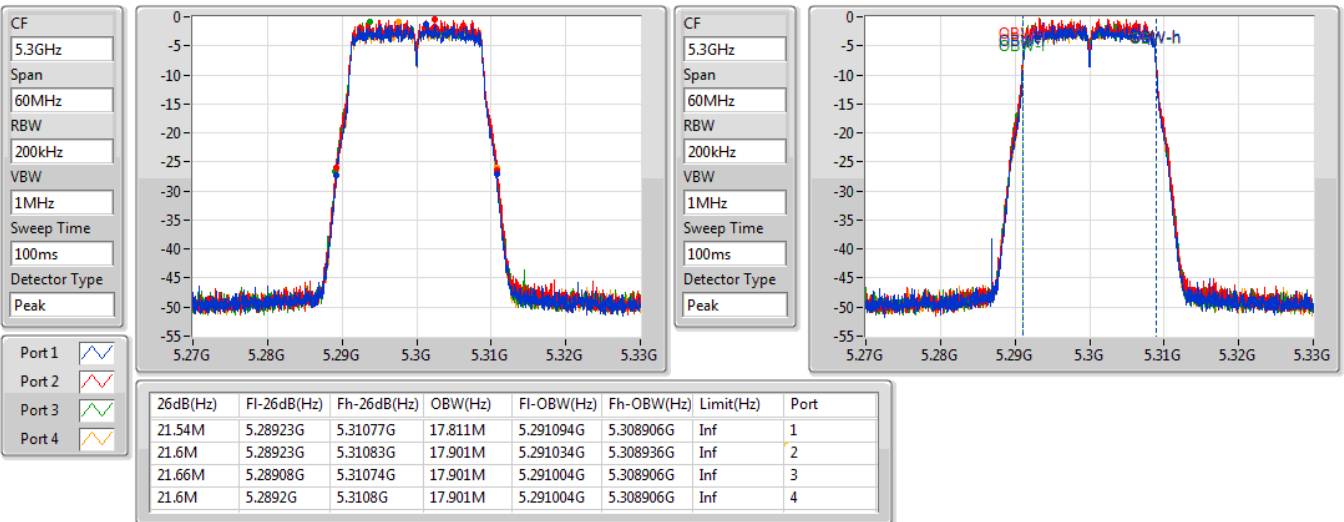 CF
5.3GHz
Span
60MHz
RBW
200kHz
VBW
1MHz
Sweep Time
100ms
Detector Type
Peak
Port 1
Port 2
Port 3
Port 4
0
-5
-10
-15
-20
-25
-30
-35
-40
-45
-50
-55
5.27G 5.28G 5.29G 5.3G 5.31G 5.32G 5.33G
CF
5.3GHz
Span
60MHz
RBW
200kHz
VBW
1MHz
Sweep Time
100ms
Detector Type
Peak
0
-5
-10
-15
-20
-25
-30
-35
-40
-45
-50
-55
5.27G 5.28G 5.29G 5.3G 5.31G 5.32G 5.33G
26dB(Hz) Fl-26dB(Hz) Fh-26dB(Hz) OBW(Hz) Fl-OBW(Hz) Fh-OBW(Hz) Limit(Hz) Port
21.54M 5.28923G 5.31077G 17.811M 5.291094G 5.308906G Inf 1
21.6M 5.28923G 5.31083G 17.901M 5.291034G 5.308936G Inf 2
21.66M 5.28908G 5.31074G 17.901M 5.291004G 5.308906G Inf 3
21.6M 5.2892G 5.3108G 17.901M 5.291004G 5.308906G Inf 4